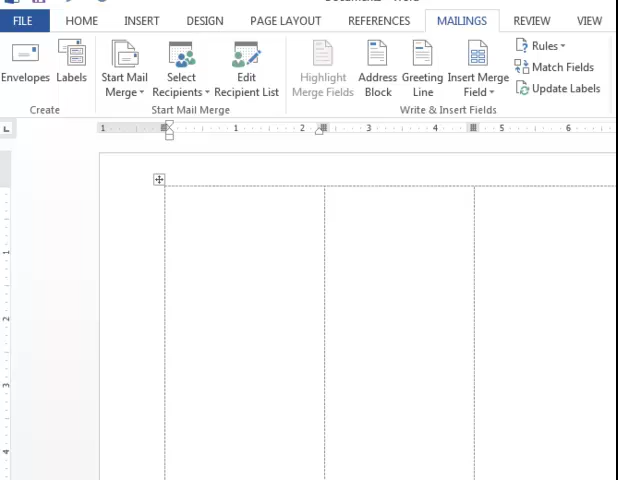 FILE HOME INSERT DESIGN PAGE LAYOUT REFERENCES MAILINGS REVIEW VIEW
Envelopes Labels Start Mail Merge Select Recipients Edit Recipient List Highlight Merge Fields Address Block Greeting Line Insert Merge Field Rules
Match Fields
Update Labels
Create Start Mail Merge Write & Insert Fields
L 1 1 2 3 4 5 6
1
2
3
4